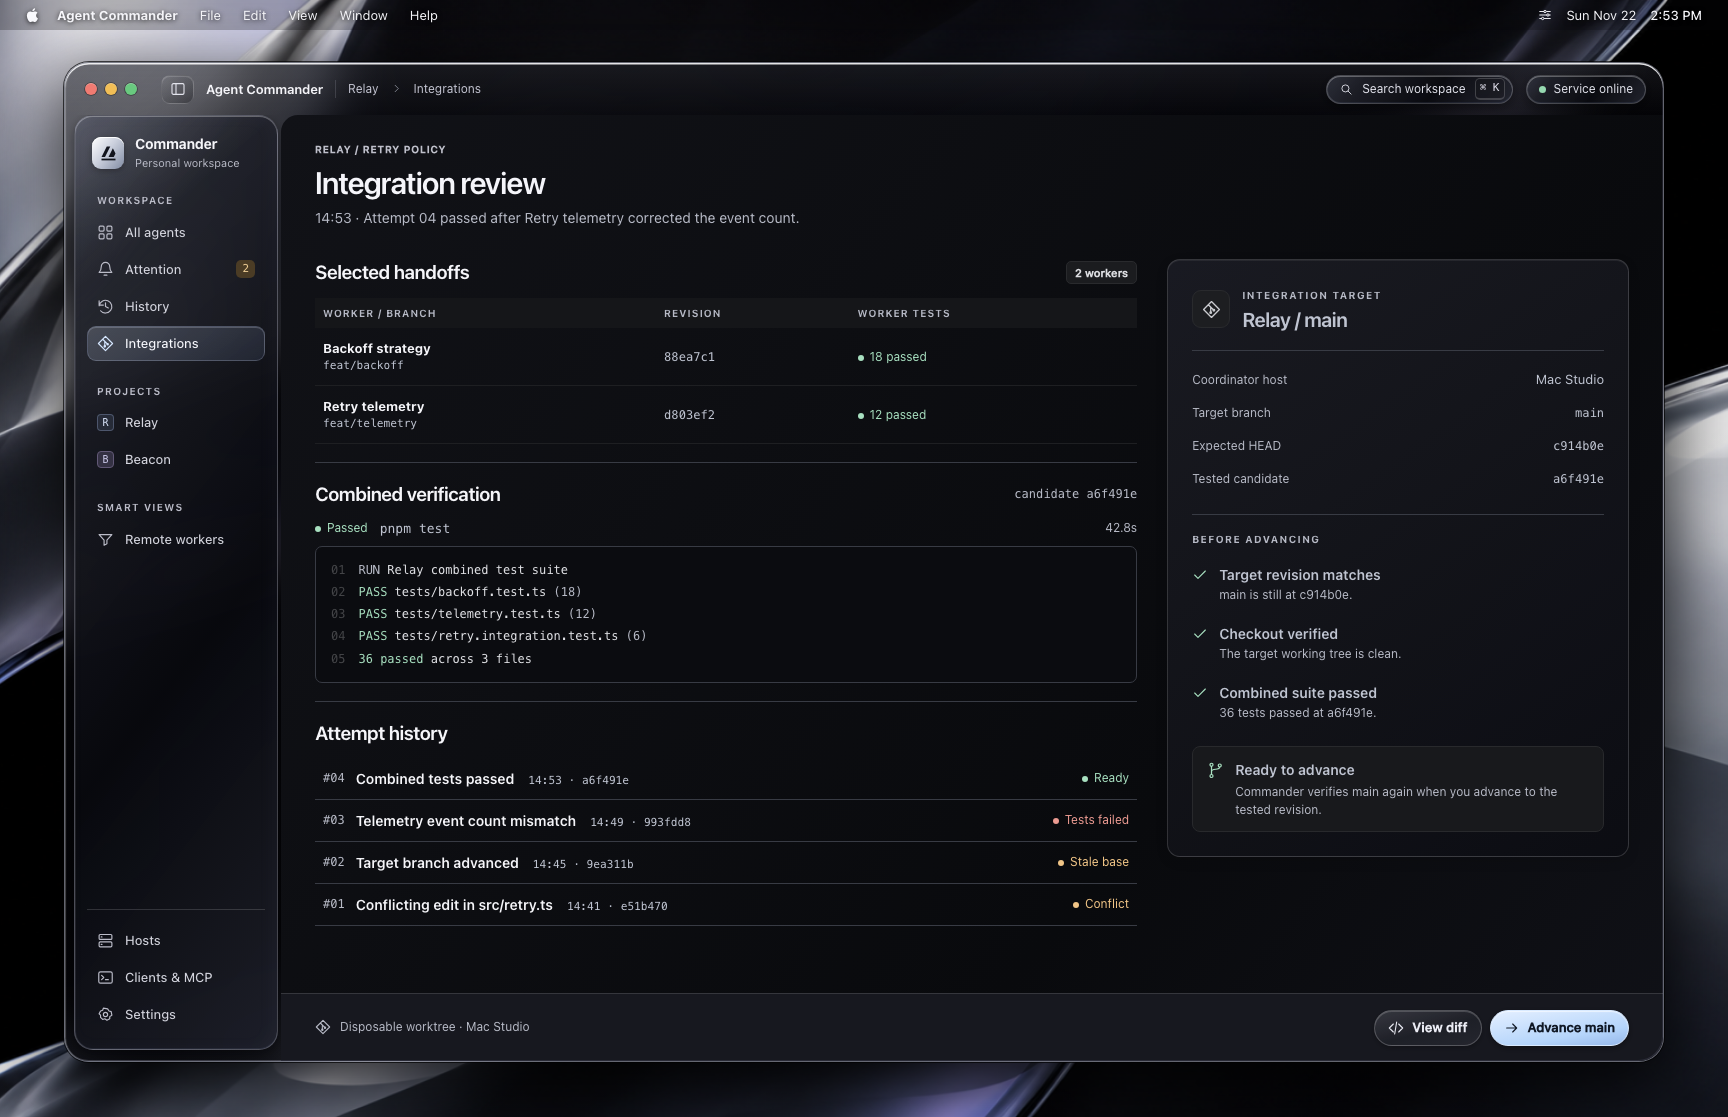 Agent Commander File Edit View Window Help Sun Nov 22 2:53 PM
Agent Commander Relay Integrations Search workspace ⌘ K Service online
Commander
Personal workspace
WORKSPACE
All agents
Attention 2
History
Integrations
PROJECTS
R Relay
B Beacon
SMART VIEWS
Remote workers
Hosts
Clients & MCP
Settings
RELAY / RETRY POLICY
Integration review
14:53 · Attempt 04 passed after Retry telemetry corrected the event count.
Selected handoffs 2 workers
WORKER / BRANCH REVISION WORKER TESTS
Backoff strategy
feat/backoff 88ea7c1 18 passed
Retry telemetry
feat/telemetry d803ef2 12 passed
Combined verification candidate a6f491e
Passed pnpm test 42.8s
01 RUN Relay combined test suite
02 PASS tests/backoff.test.ts (18)
03 PASS tests/telemetry.test.ts (12)
04 PASS tests/retry.integration.test.ts (6)
05 36 passed across 3 files
Attempt history
#04 Combined tests passed 14:53 · a6f491e Ready
#03 Telemetry event count mismatch 14:49 · 993fdd8 Tests failed
#02 Target branch advanced 14:45 · 9ea311b Stale base
#01 Conflicting edit in src/retry.ts 14:41 · e51b470 Conflict
INTEGRATION TARGET
Relay / main
Coordinator host Mac Studio
Target branch main
Expected HEAD c914b0e
Tested candidate a6f491e
BEFORE ADVANCING
Target revision matches
main is still at c914b0e.
Checkout verified
The target working tree is clean.
Combined suite passed
36 tests passed at a6f491e.
Ready to advance
Commander verifies main again when you advance to the
tested revision.
Disposable worktree · Mac Studio View diff Advance main